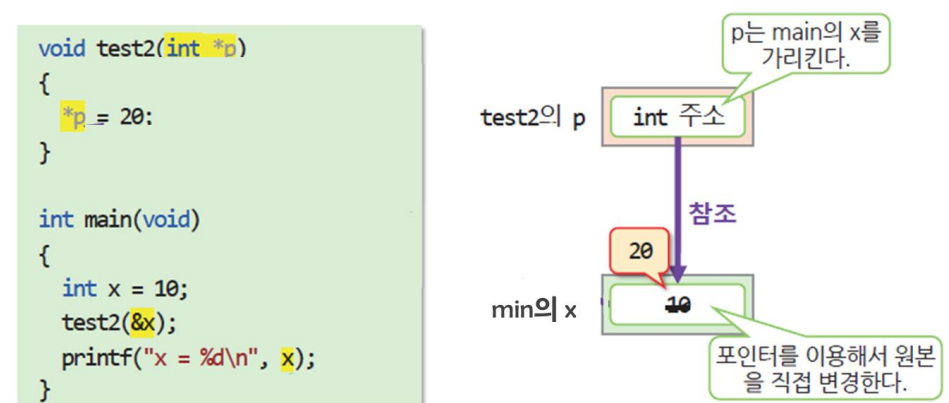 void test2(int *p)
{
*p = 20:
}
int main(void)
{
int x = 10;
test2(&x);
printf("x = %d\n", x);
}
p는 main의 x를
가리킨다.
test2의 p
int 주소
참조
20
min의 x
10
포인터를 이용해서 원본
을 직접 변경한다.